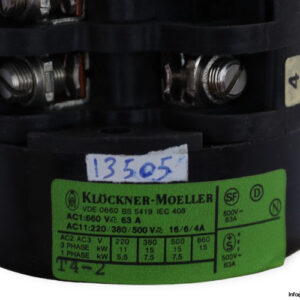 4
13505
KLÖCKNER-MOELLER
VDE 0660 BS 5419 IEC 408
AC1:660 V~ 63 A
AC11:220/380/500 V~ 16/6/4A
AC2 AC3 V 220 380 500 660
3 PHASE KW 11 15 15 15
1 PHASE KW 5,5 7,5 7,5
SF D
500V~ 63A
S
500V~ 63A
T4-2